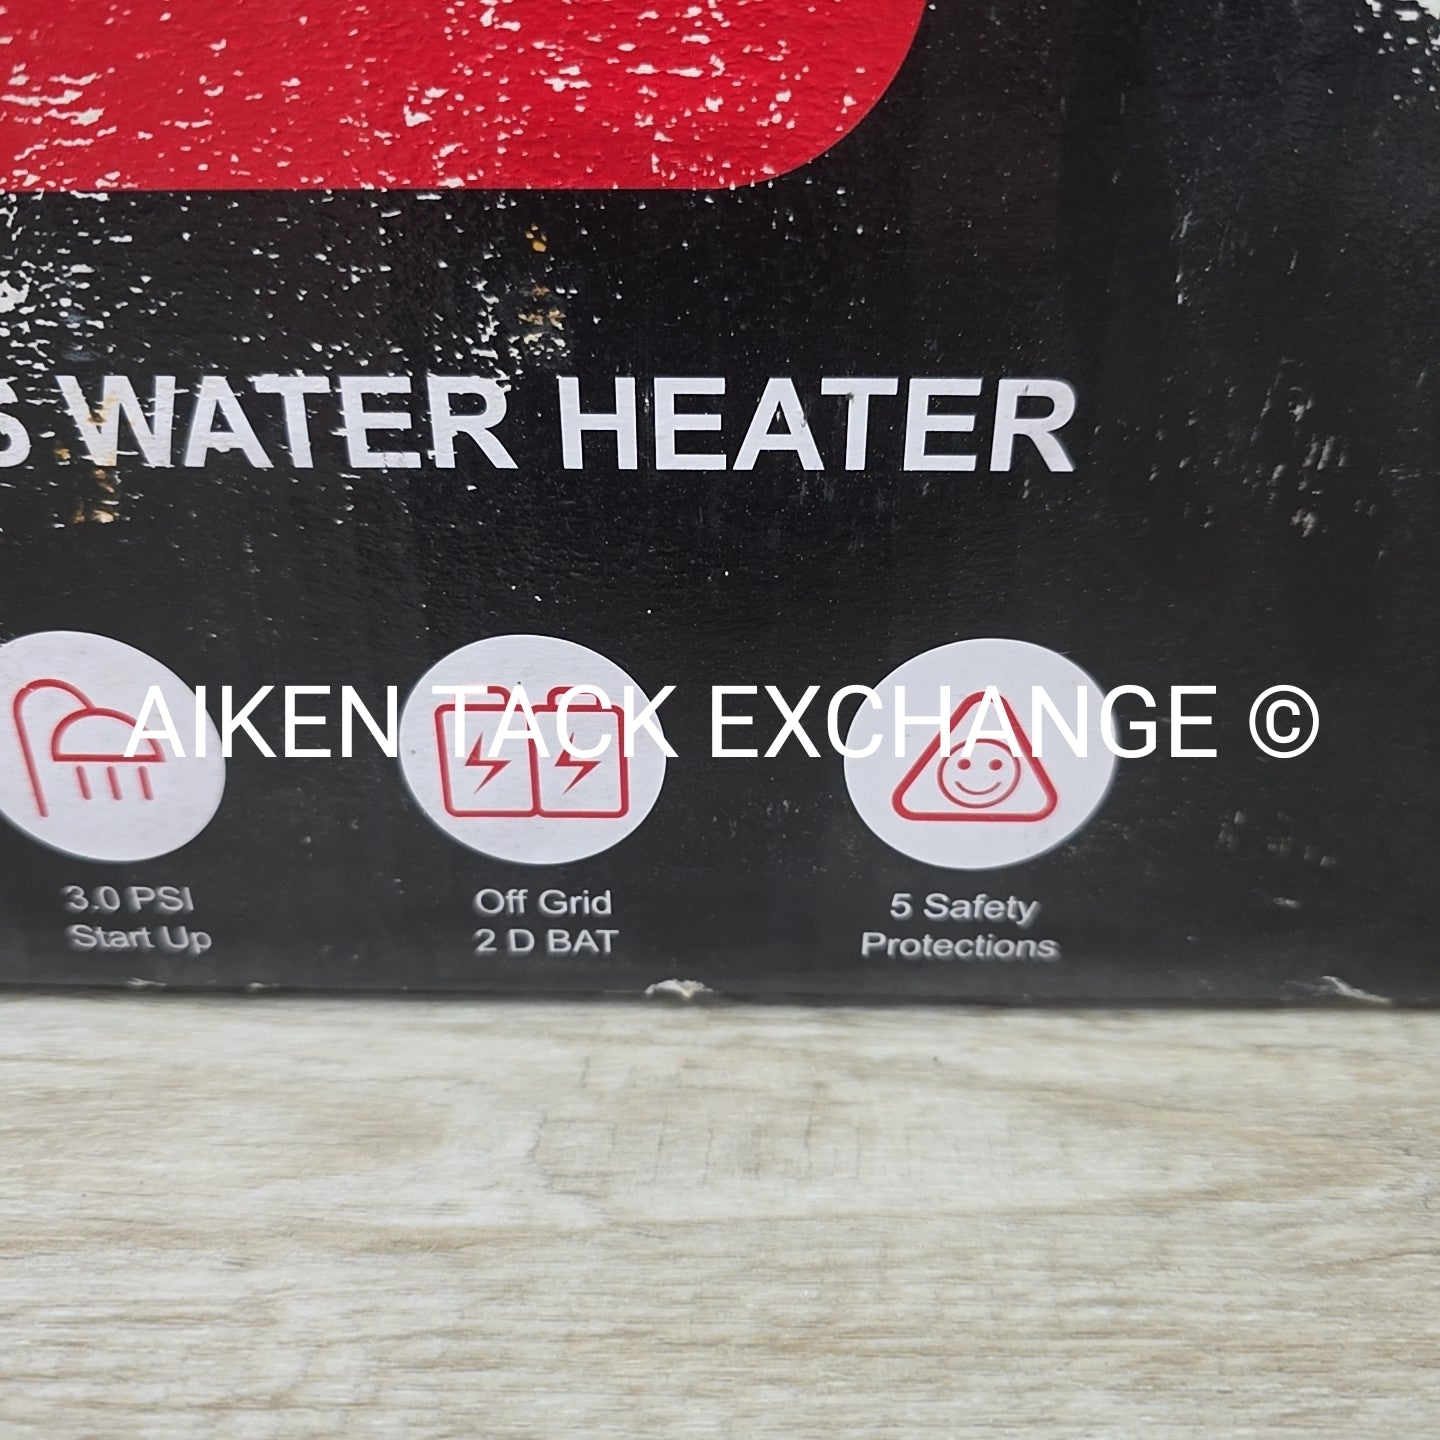 S WATER HEATER
AIKEN TACK EXCHANGE ©
3.0 PSI
Start Up
Off Grid
2 D BAT
5 Safety
Protections